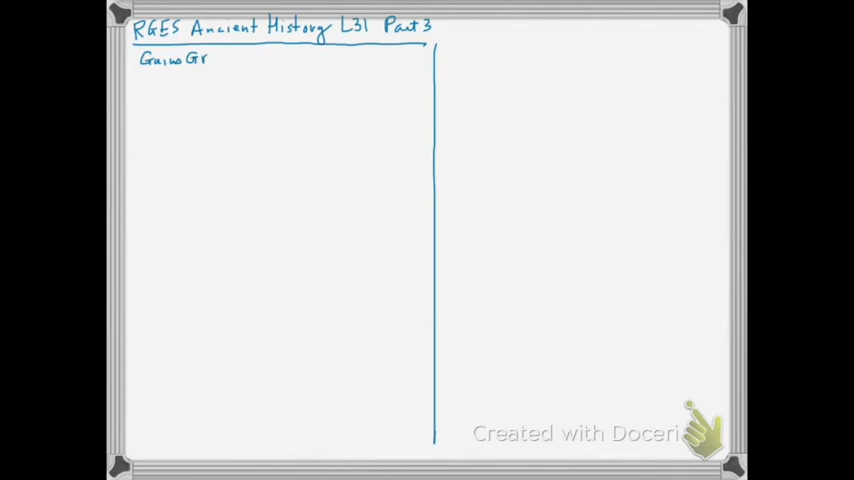 RGES Ancient History L31 Part 3
Gaius Gr
Created with Doceri